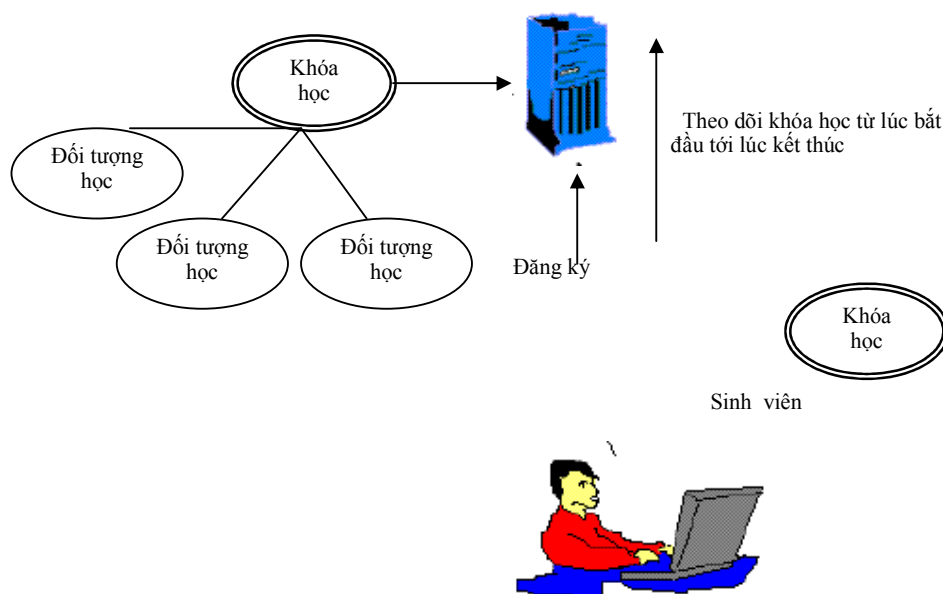 Khóa
học
Theo dõi khóa học từ lúc bắt
đầu tới lúc kết thúc
Đối tượng
học
Đối tượng
học
Đối tượng
học
Đăng ký
Khóa
học
Sinh viên